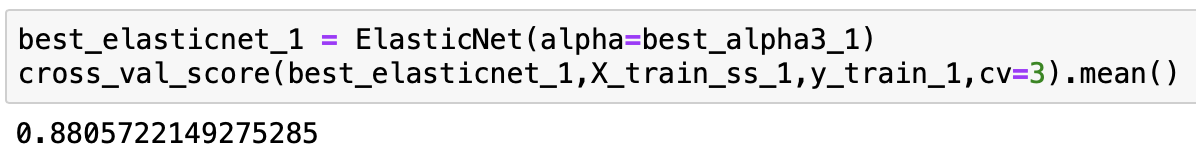 best_elasticnet_1 = ElasticNet(alpha=best_alpha3_1)
cross_val_score(best_elasticnet_1,X_train_ss_1,y_train_1,cv=3).mean()
0.8805722149275285